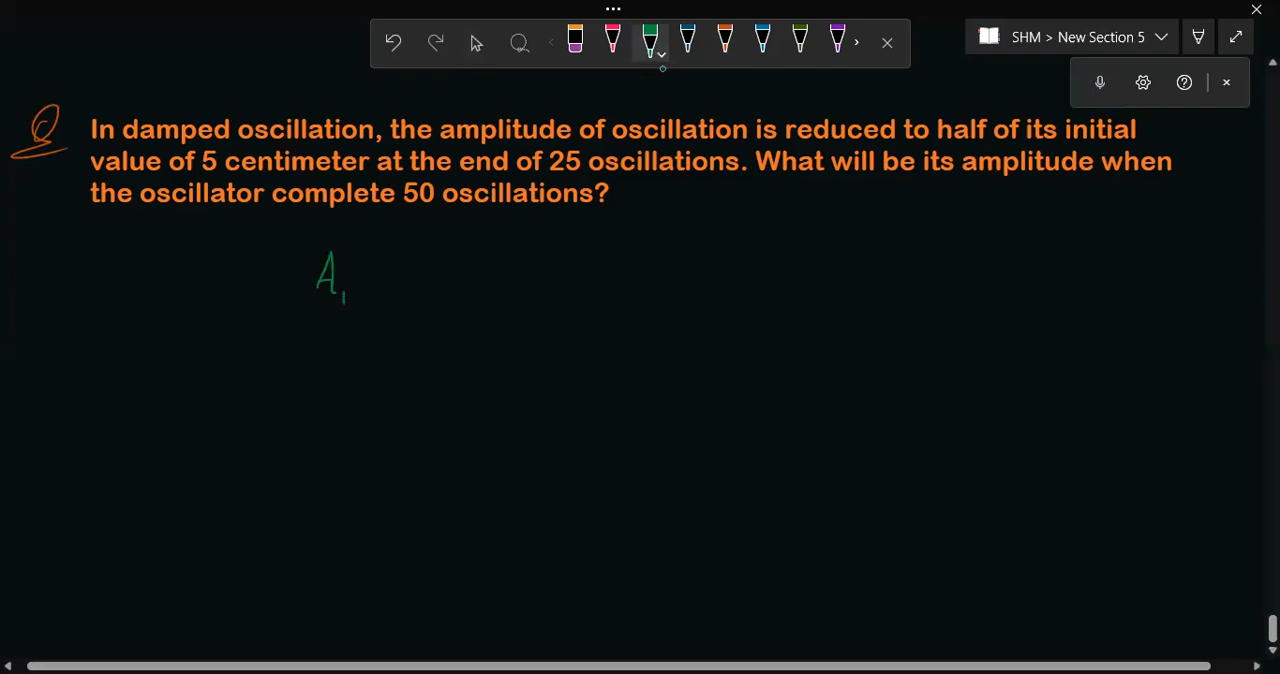 SHM > New Section 5
Q
In damped oscillation, the amplitude of oscillation is reduced to half of its initial
value of 5 centimeter at the end of 25 oscillations. What will be its amplitude when
the oscillator complete 50 oscillations?
A₁